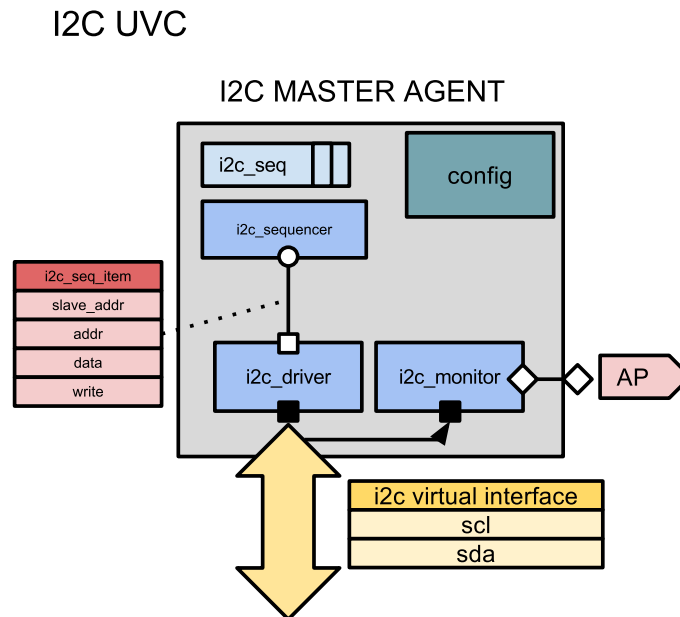 I2C UVC
I2C MASTER AGENT
i2c_seq
config
i2c_sequencer
i2c_seq_item
slave_addr
addr
data
write
i2c_driver
i2c_monitor
AP
i2c virtual interface
scl
sda